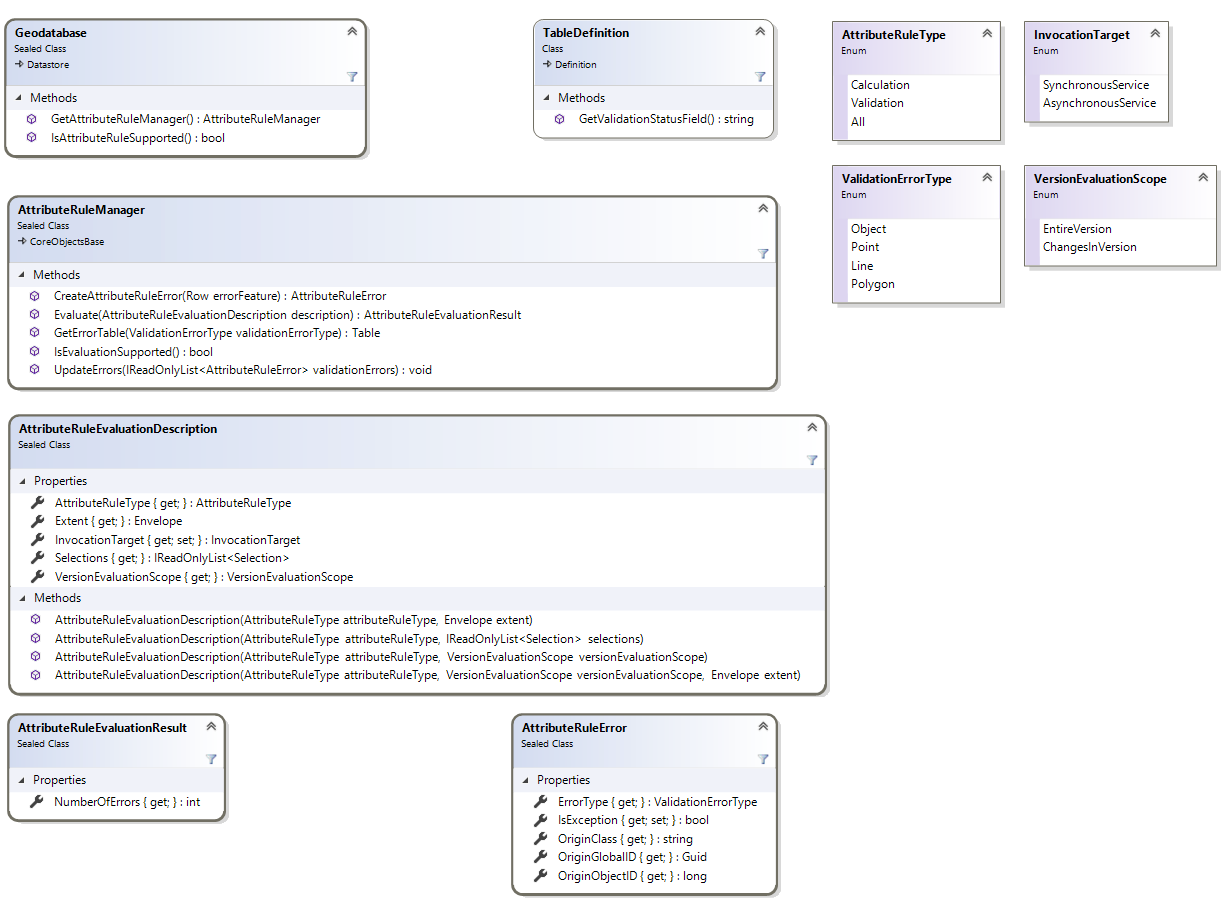 Geodatabase
Sealed Class
Datastore
Methods
GetAttributeRuleManager() : AttributeRuleManager
IsAttributeRuleSupported() : bool
TableDefinition
Class
Definition
Methods
GetValidationStatusField() : string
AttributeRuleType
Enum
Calculation
Validation
All
InvocationTarget
Enum
SynchronousService
AsynchronousService
ValidationErrorType
Enum
Object
Point
Line
Polygon
VersionEvaluationScope
Enum
EntireVersion
ChangesInVersion
AttributeRuleManager
Sealed Class
CoreObjectsBase
Methods
CreateAttributeRuleError(Row errorFeature) : AttributeRuleError
Evaluate(AttributeRuleEvaluationDescription description) : AttributeRuleEvaluationResult
GetErrorTable(ValidationErrorType validationErrorType) : Table
IsEvaluationSupported() : bool
UpdateErrors(IReadOnlyList<AttributeRuleError> validationErrors) : void
AttributeRuleEvaluationDescription
Sealed Class
Properties
AttributeRuleType { get; } : AttributeRuleType
Extent { get; } : Envelope
InvocationTarget { get; set; } : InvocationTarget
Selections { get; } : IReadOnlyList<Selection>
VersionEvaluationScope { get; } : VersionEvaluationScope
Methods
AttributeRuleEvaluationDescription(AttributeRuleType attributeRuleType, Envelope extent)
AttributeRuleEvaluationDescription(AttributeRuleType attributeRuleType, IReadOnlyList<Selection> selections)
AttributeRuleEvaluationDescription(AttributeRuleType attributeRuleType, VersionEvaluationScope versionEvaluationScope)
AttributeRuleEvaluationDescription(AttributeRuleType attributeRuleType, VersionEvaluationScope versionEvaluationScope, Envelope extent)
AttributeRuleEvaluationResult
Sealed Class
Properties
NumberOfErrors { get; } : int
AttributeRuleError
Sealed Class
Properties
ErrorType { get; } : ValidationErrorType
IsException { get; set; } : bool
OriginClass { get; } : string
OriginGlobalID { get; } : Guid
OriginObjectID { get; } : long